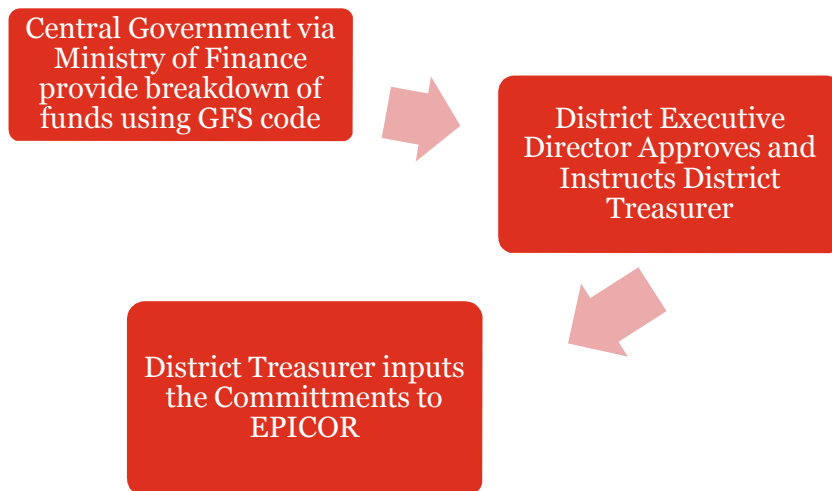 Central Government via
Ministry of Finance
provide breakdown of
funds using GFS code
District Executive
Director Approves and
Instructs District
Treasurer
District Treasurer inputs
the Committments to
EPICOR